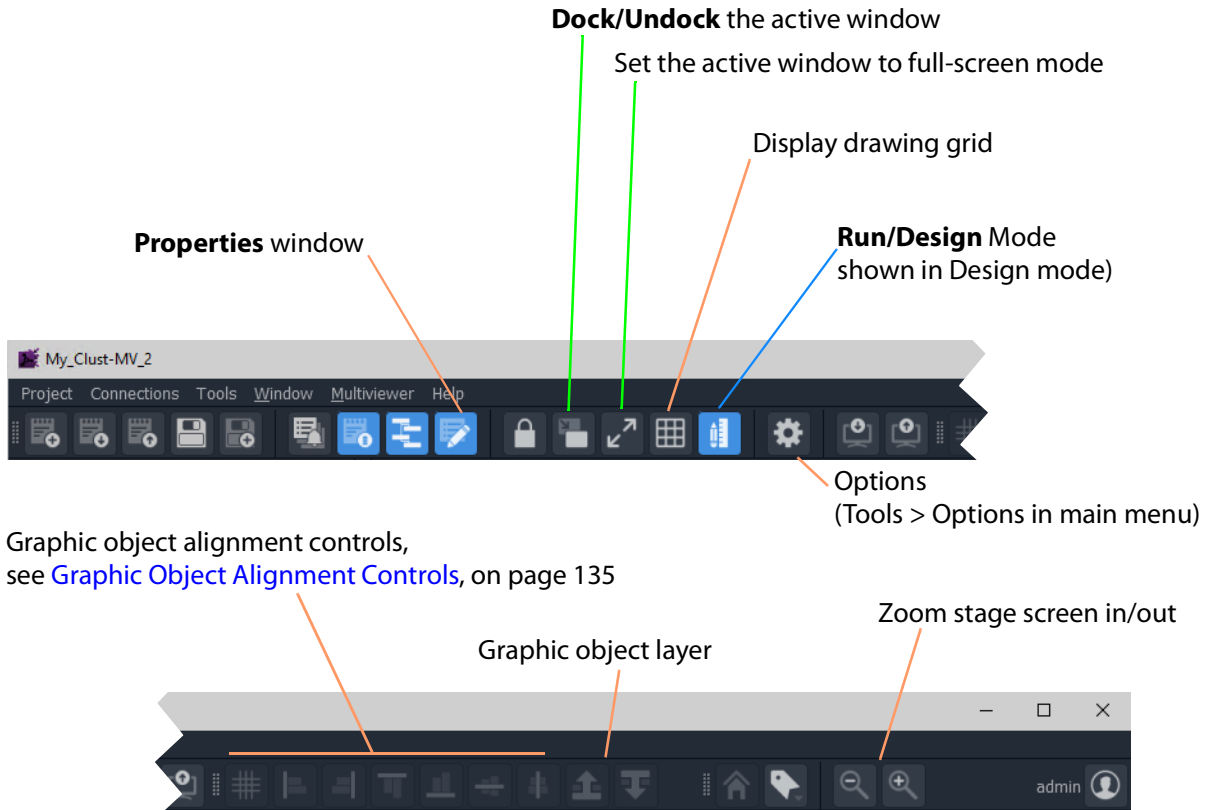 Dock/Undock the active window
Set the active window to full-screen mode
Display drawing grid
Properties window
Run/Design Mode
shown in Design mode)
My_Clust-MV_2
Project Connections Tools Window Multiviewer Help
Options
(Tools > Options in main menu)
Graphic object alignment controls,
see Graphic Object Alignment Controls, on page 135
Zoom stage screen in/out
Graphic object layer
admin